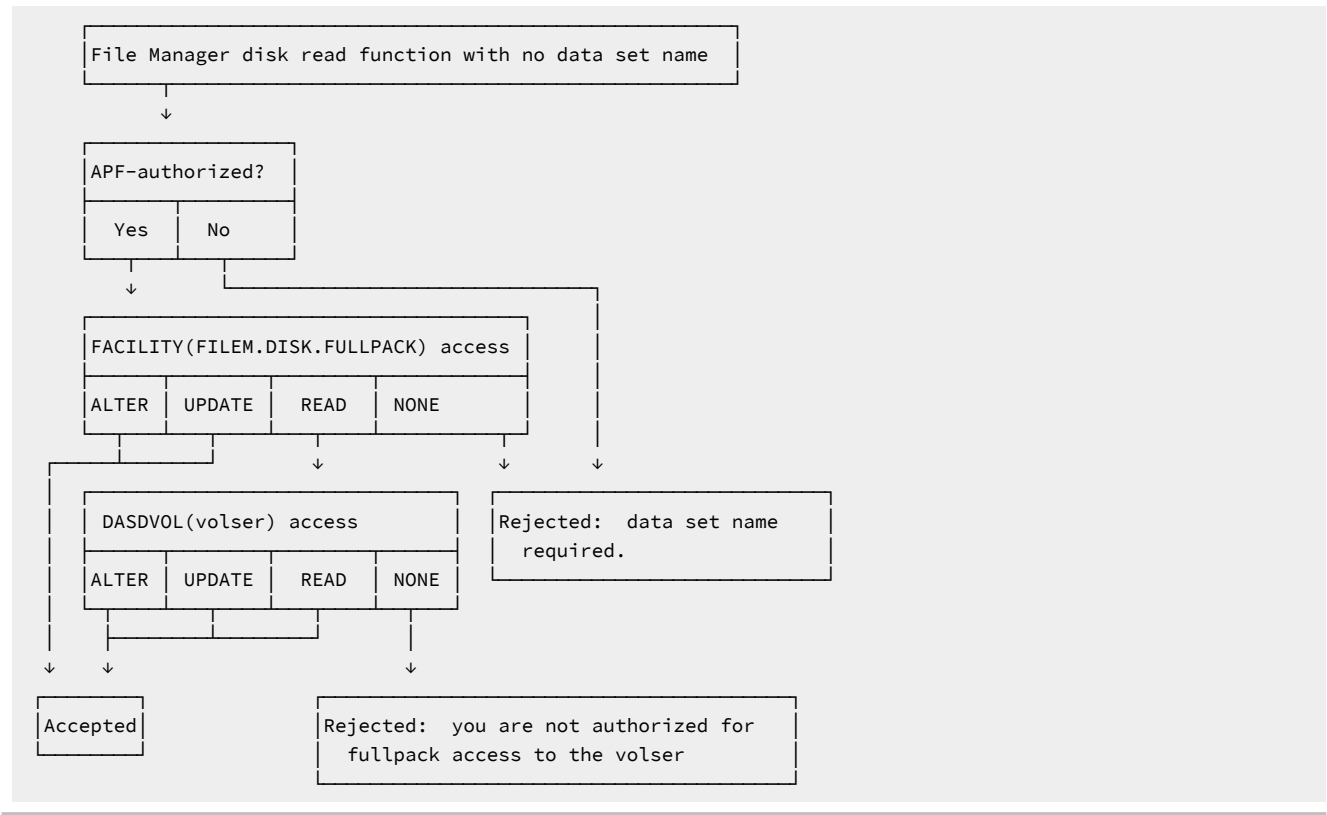 File Manager disk read function with no data set name
APF-authorized?
Yes No
FACILITY(FILEM.DISK.FULLPACK) access
ALTER UPDATE READ NONE
DASDVOL(volser) access
ALTER UPDATE READ NONE
Rejected: data set name
required.
Accepted
Rejected: you are not authorized for
fullpack access to the volser